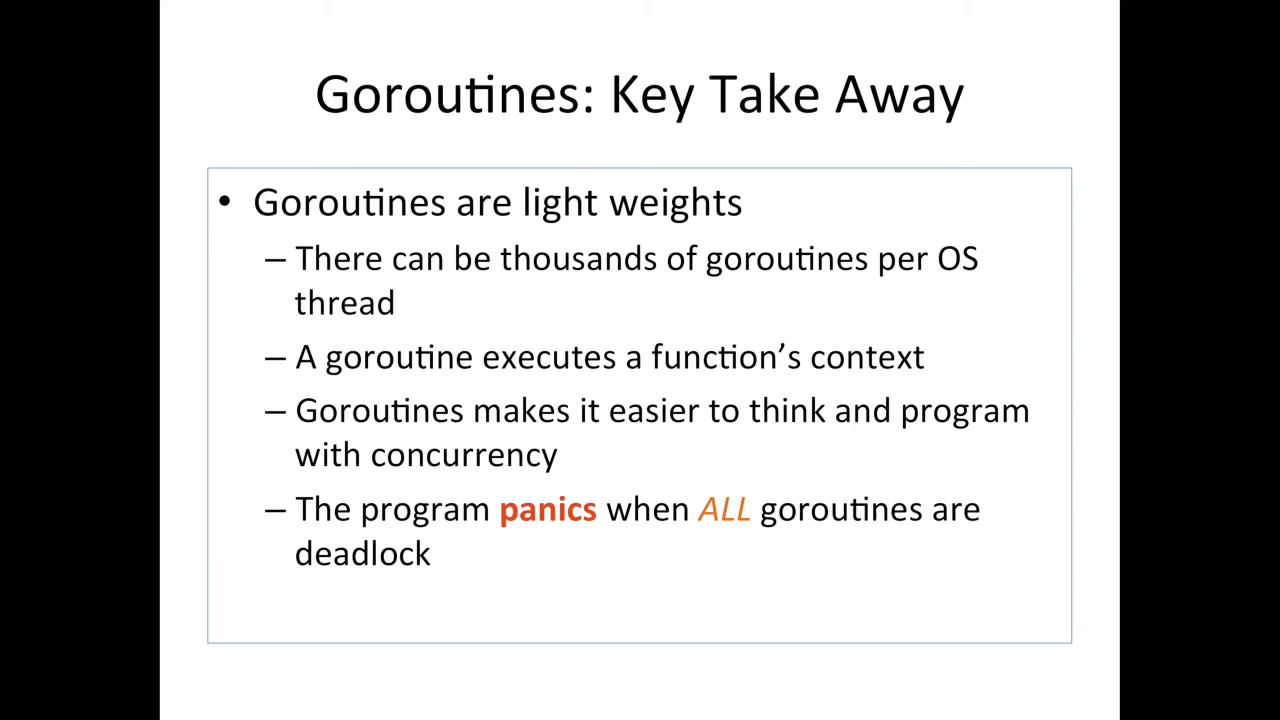 Goroutines: Key Take Away
• Goroutines are light weights
– There can be thousands of goroutines per OS
thread
– A goroutine executes a function’s context
– Goroutines makes it easier to think and program
with concurrency
– The program panics when ALL goroutines are
deadlock